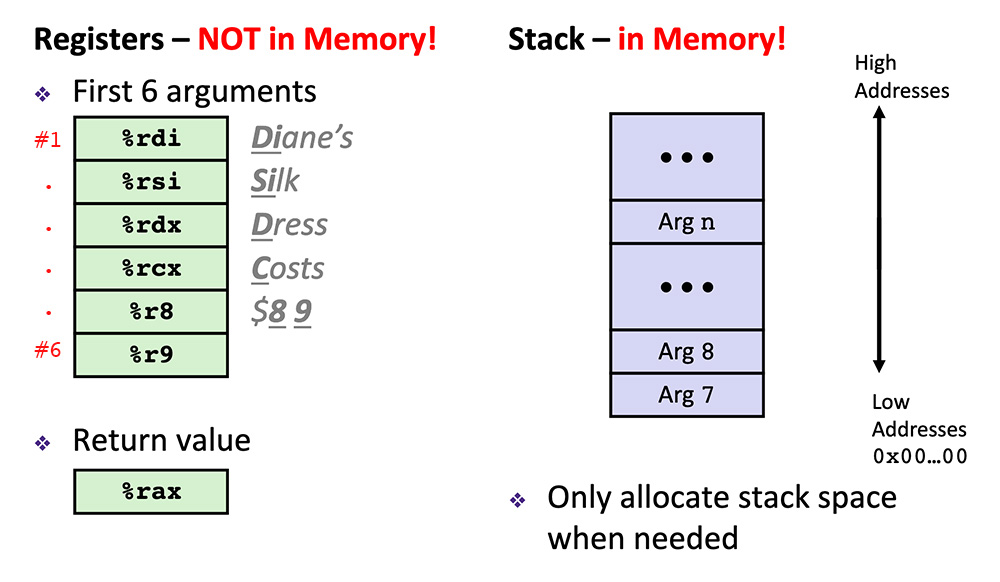 Registers – NOT in Memory!
❖ First 6 arguments
#1 %rdi Diane's
. %rsi Silk
. %rdx Dress
. %rcx Costs
. %r8 $8 9
#6 %r9
❖ Return value
%rax
Stack – in Memory!
High
Addresses
•••
Arg n
•••
Arg 8
Arg 7
Low
Addresses
0x00…00
❖ Only allocate stack space
when needed